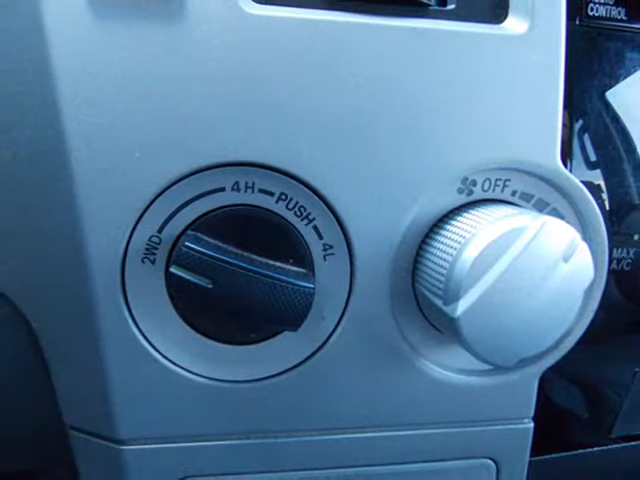 CONTROL
2WD
4H
PUSH
4L
OFF
MAX
A/C